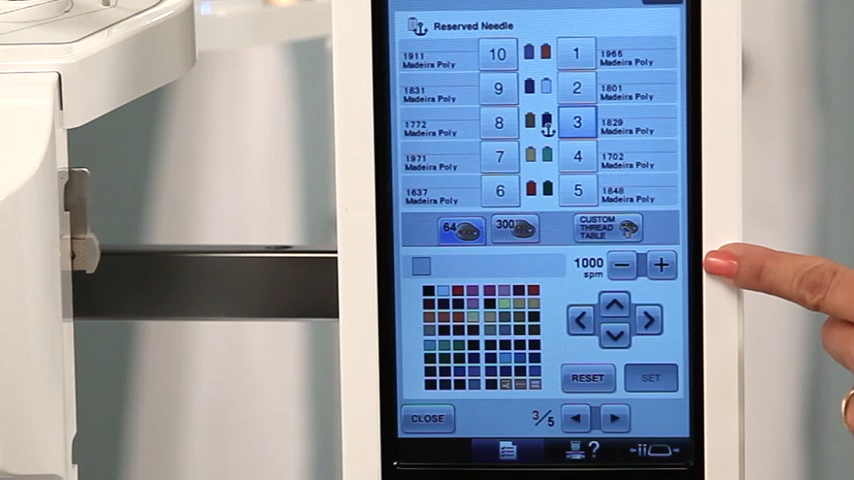 Reserved Needle
1911
Madeira Poly
10
1
1965
Madeira Poly
1831
Madeira Poly
9
2
1801
Madeira Poly
1772
Madeira Poly
8
3
1829
Madeira Poly
1971
Madeira Poly
7
4
1702
Madeira Poly
1637
Madeira Poly
6
5
1848
Madeira Poly
64
300
CUSTOM
THREAD
TABLE
1000
spm
−
+
RESET
SET
CLOSE
3/5
?